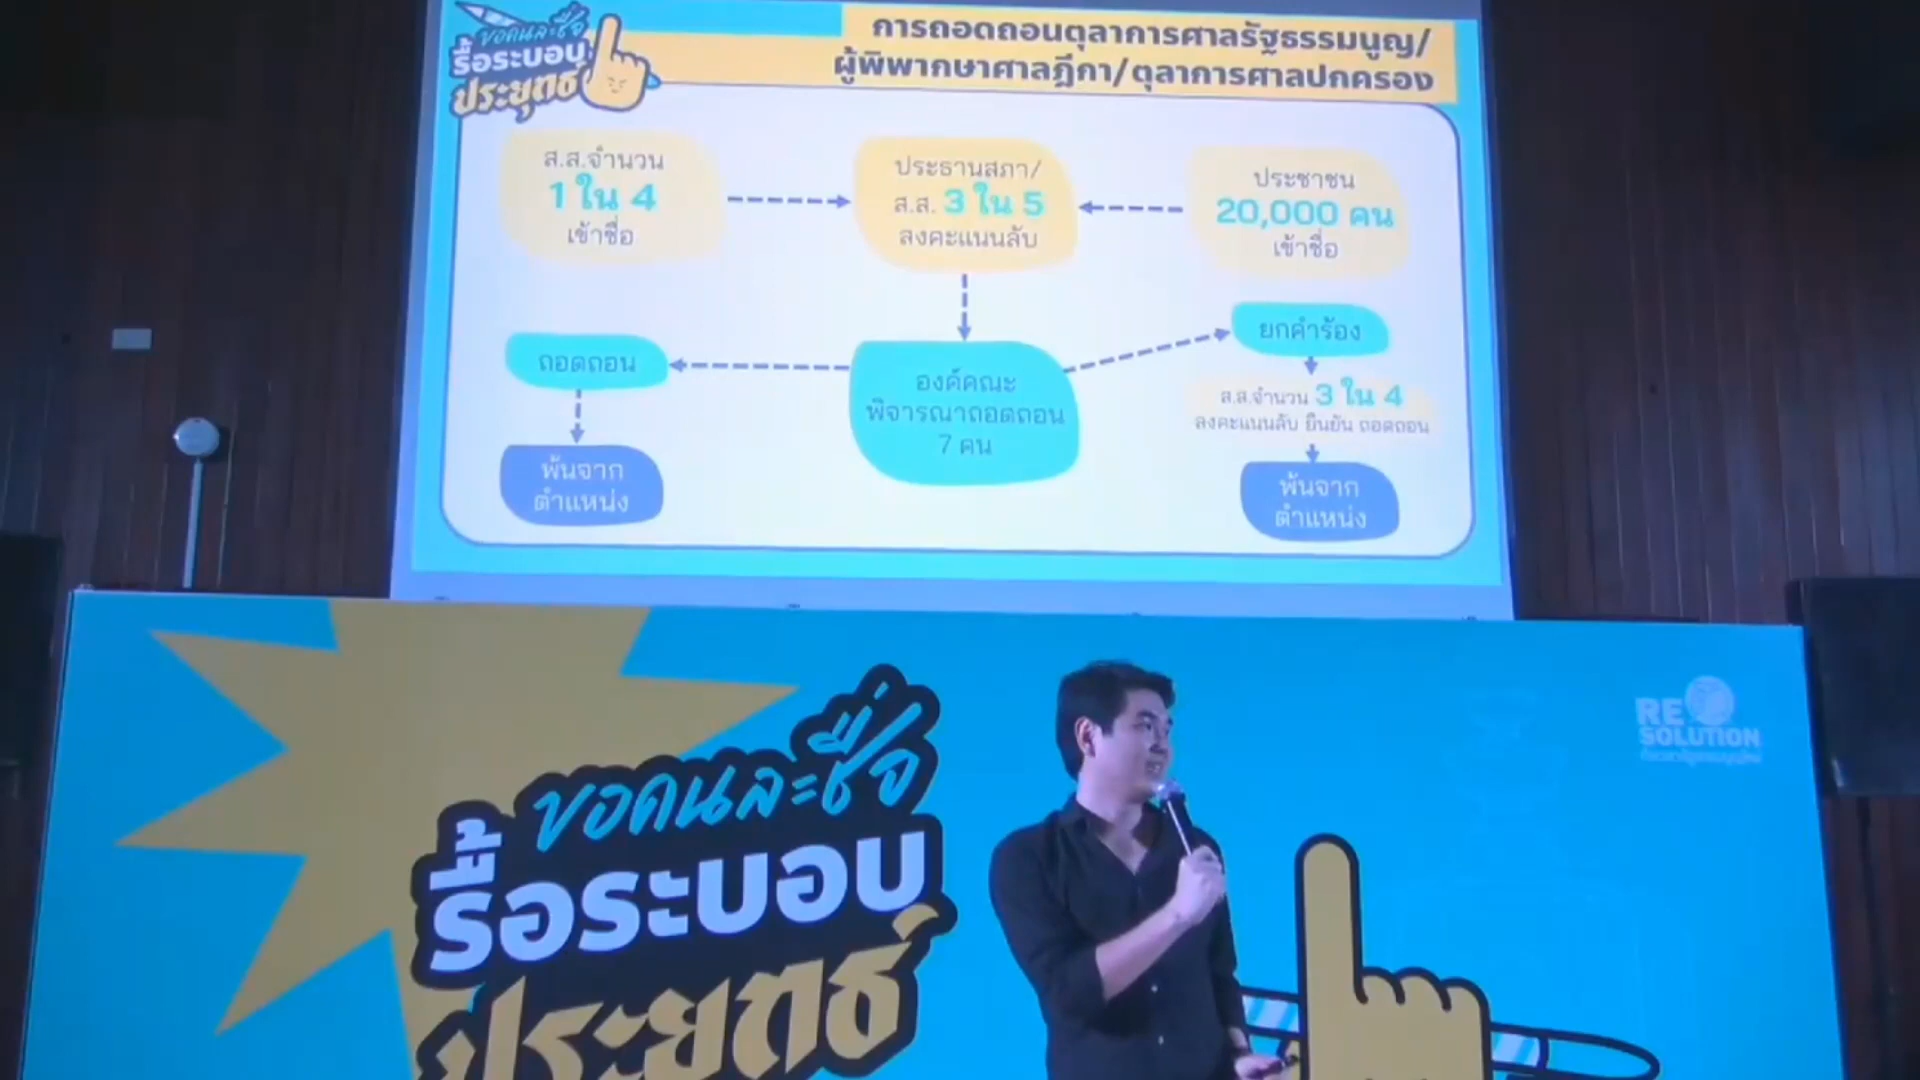 ขอคนละชื่อ
รื้อระบอบ
ประยุทธ์
การถอดถอนตุลาการศาลรัฐธรรมนูญ/
ผู้พิพากษาศาลฎีกา/ตุลาการศาลปกครอง
ส.ส.จำนวน
1 ใน 4
เข้าชื่อ
ประธานสภา/
ส.ส. 3 ใน 5
ลงคะแนนลับ
ประชาชน
20,000 คน
เข้าชื่อ
ถอดถอน
พ้นจาก
ตำแหน่ง
องค์คณะ
พิจารณาถอดถอน
7 คน
ยกคำร้อง
ส.ส.จำนวน 3 ใน 4
ลงคะแนนลับ ยืนยัน ถอดถอน
พ้นจาก
ตำแหน่ง
ขอคนละชื่อ
รื้อระบอบ
ประยุทธ์
RE
SOLUTION